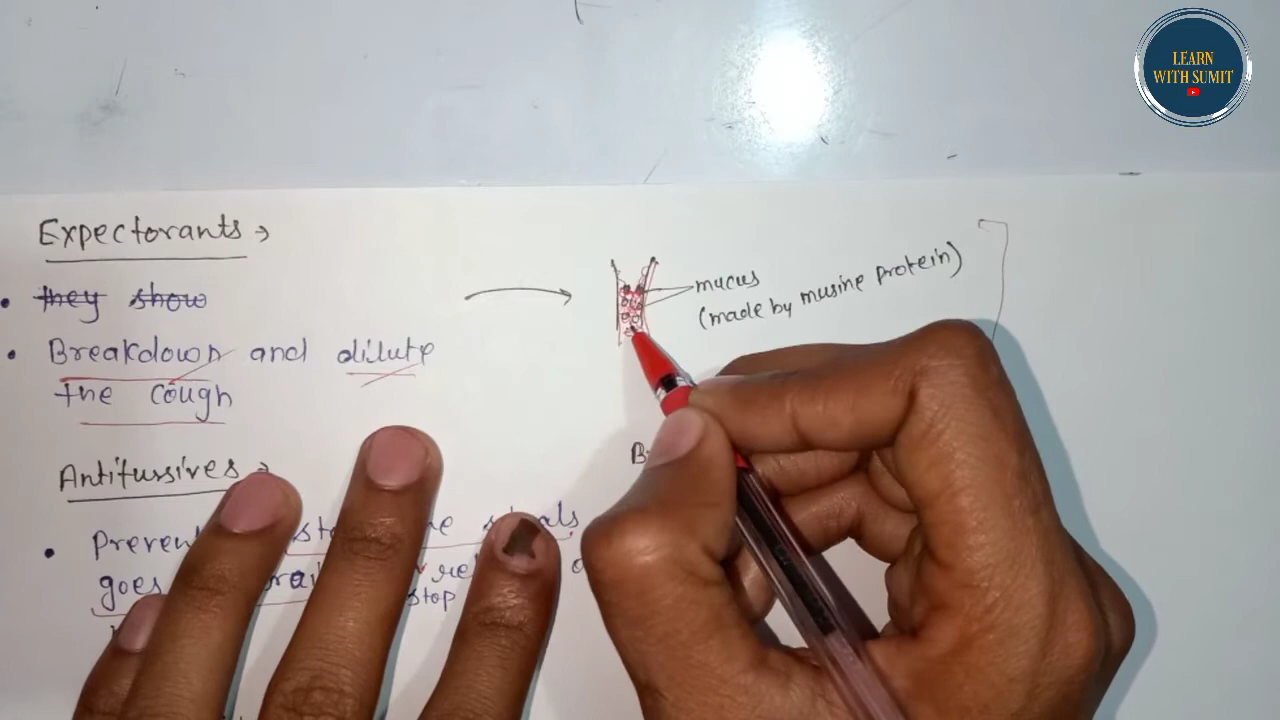 LEARN
WITH SUMIT
Expectorants →
• they show
• Breakdown and dilute
the cough
mucus
(made by musine protein)
Antitussives →
• Prevent
goes
stop